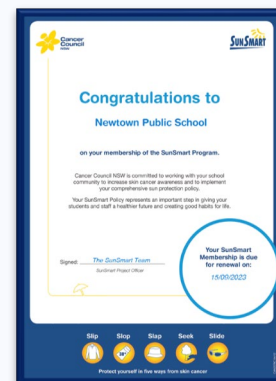 Cancer
Council
NSW
SUNSMART
Congratulations to
Newtown Public School
on your membership of the SunSmart Program.
Cancer Council NSW is committed to working with your school
community to increase skin cancer awareness and to implement
your comprehensive sun protection policy.
Your SunSmart Policy represents an important step in giving your
students and staff a healthier future and creating good habits for life.
Signed: The SunSmart Team
SunSmart Project Officer
Your SunSmart
Membership is due
for renewal on:
15/09/2023
Slip Slop Slap Seek Slide
Protect yourself in five ways from skin cancer